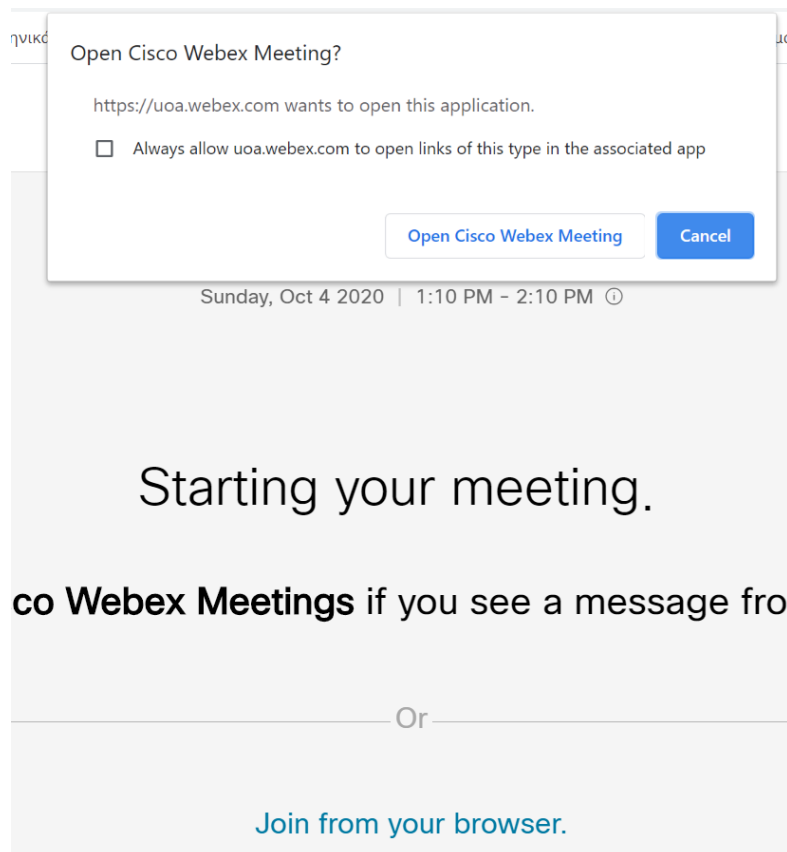 Open Cisco Webex Meeting?
https://uoa.webex.com wants to open this application.
Always allow uoa.webex.com to open links of this type in the associated app
Open Cisco Webex Meeting Cancel
Sunday, Oct 4 2020 | 1:10 PM - 2:10 PM
Starting your meeting.
co Webex Meetings if you see a message fro
Or
Join from your browser.